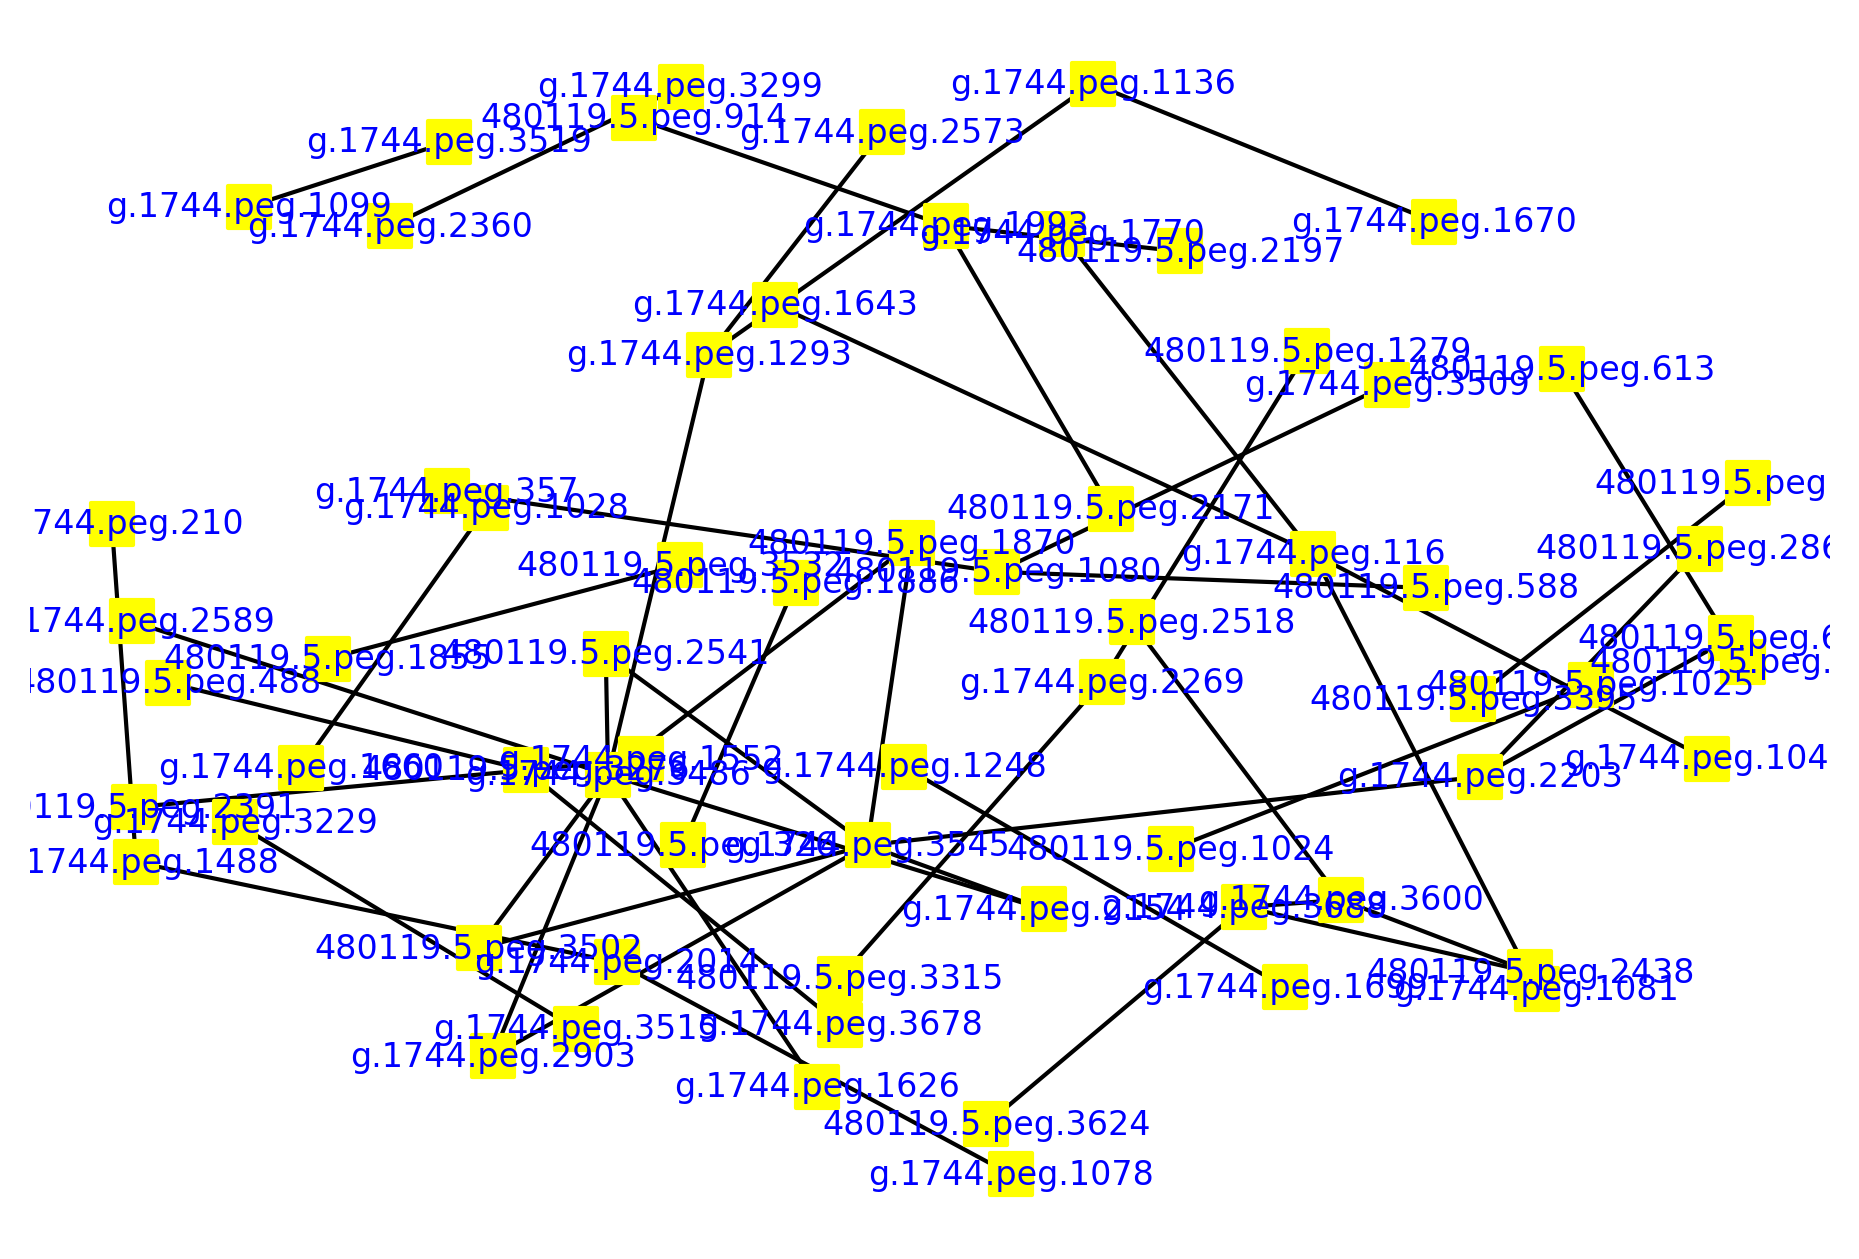 g.1744.peg.3299
g.1744.peg.1136
480119.5.peg.914
g.1744.peg.2573
g.1744.peg.3519
g.1744.peg.1099
g.1744.peg.2360
g.1744.peg.1993
g.1744.peg.1770
480119.5.peg.2197
g.1744.peg.1670
g.1744.peg.1643
g.1744.peg.1293
480119.5.peg.1279
g.1744.peg.3509
480119.5.peg.613
g.1744.peg.357
g.1744.peg.1028
480119.5.peg
744.peg.210
480119.5.peg.2171
480119.5.peg.1870
480119.5.peg.3532
480119.5.peg.1886
480119.5.peg.1080
g.1744.peg.116
480119.5.peg.286
480119.5.peg.588
1744.peg.2589
480119.5.peg.2518
480119.5.peg.1855
480119.5.peg.2541
480119.5.peg.6
480119.5.peg.
480119.5.peg.488
g.1744.peg.2269
480119.5.peg.1025
480119.5.peg.3395
g.1744.peg.1660
g.1744.peg.1552
g.1744.peg.3486
g.1744.peg.1248
g.1744.peg.2203
g.1744.peg.104
0119.5.peg.2391
g.1744.peg.3229
480119.5.peg.1326
g.1744.peg.3545
480119.5.peg.1024
1744.peg.1488
g.1744.peg.2154
g.1744.peg.3688
g.1744.peg.3600
480119.5.peg.3502
g.1744.peg.2014
480119.5.peg.3315
g.1744.peg.1699
480119.5.peg.2438
g.1744.peg.1081
g.1744.peg.3515
g.1744.peg.3678
g.1744.peg.2903
g.1744.peg.1626
480119.5.peg.3624
g.1744.peg.1078